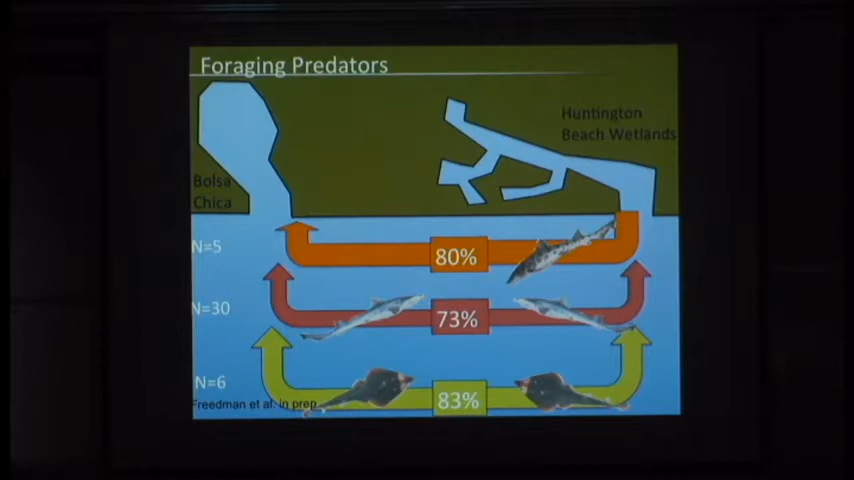 Foraging Predators
Huntington
Beach Wetlands
Bolsa
Chica
N=5
80%
N=30
73%
N=6
83%
Freedman et al. in prep